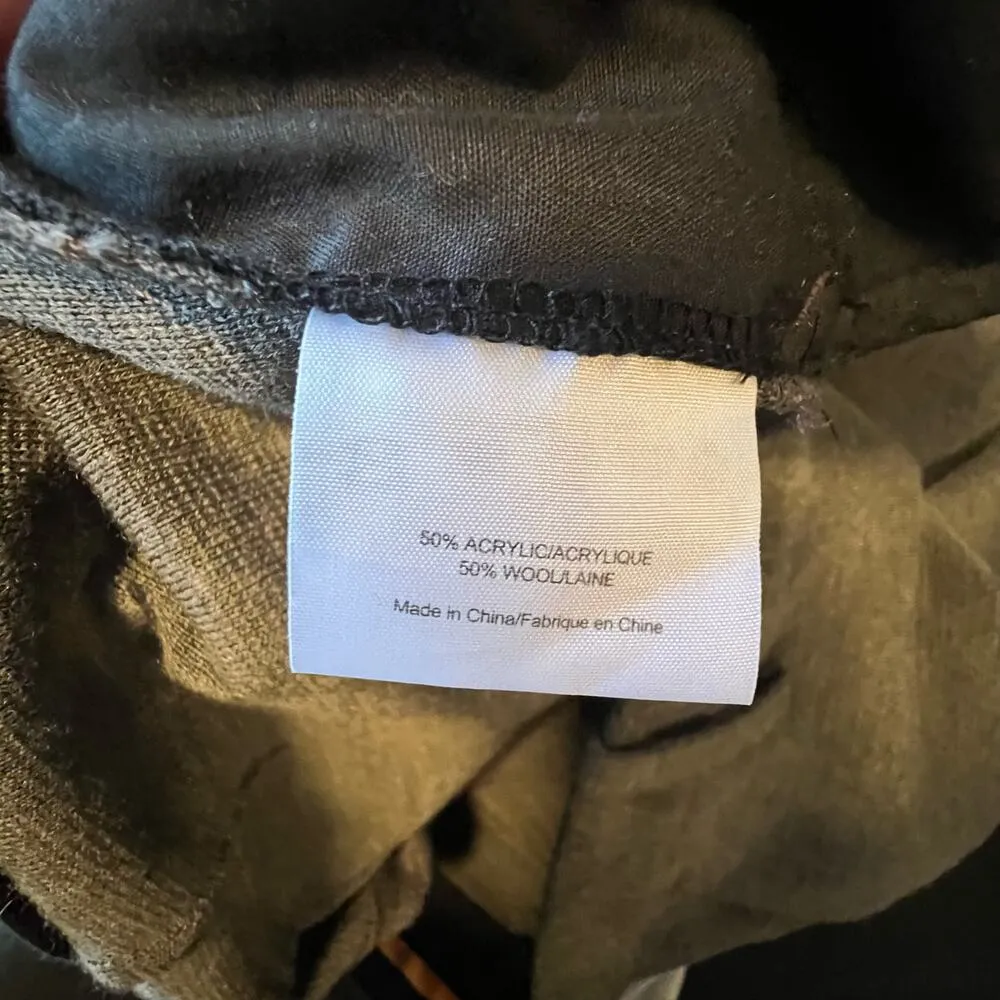 50% ACRYLIC/ACRYLIQUE
50% WOOL/LAINE
Made in China/Fabrique en Chine